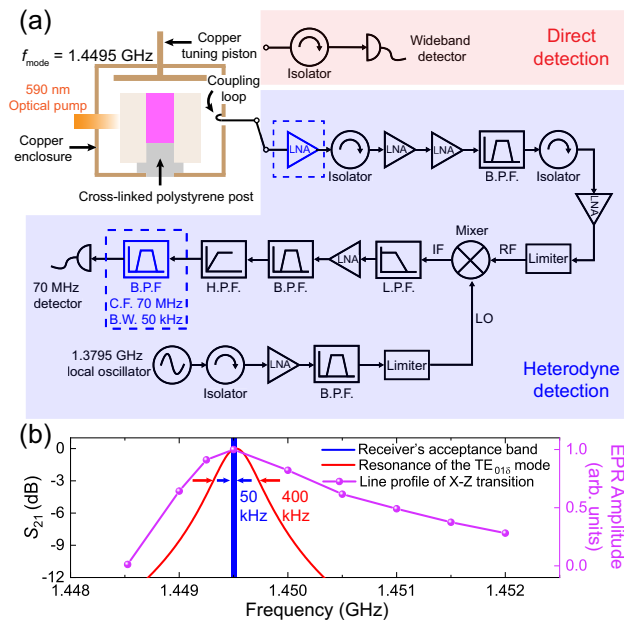 (a)
Copper
tuning piston
f_mode = 1.4495 GHz
Coupling
loop
590 nm
Optical pump
Copper
enclosure
Cross-linked polystyrene post
Isolator
Wideband
detector
Direct
detection
LNA
Isolator
LNA
LNA
B.P.F.
Isolator
LNA
Limiter
RF
Mixer
IF
LO
L.P.F.
LNA
B.P.F.
H.P.F.
B.P.F
C.F. 70 MHz
B.W. 50 kHz
70 MHz
detector
1.3795 GHz
local oscillator
Isolator
LNA
B.P.F.
Limiter
Heterodyne
detection
(b)
Receiver's acceptance band
Resonance of the TE₀₁δ mode
Line profile of X-Z transition
50
kHz
400
kHz
0
-3
-6
-9
-12
S₂₁ (dB)
1.0
0.5
0.0
EPR Amplitude
(arb. units)
1.448
1.449
1.450
1.451
1.452
Frequency (GHz)